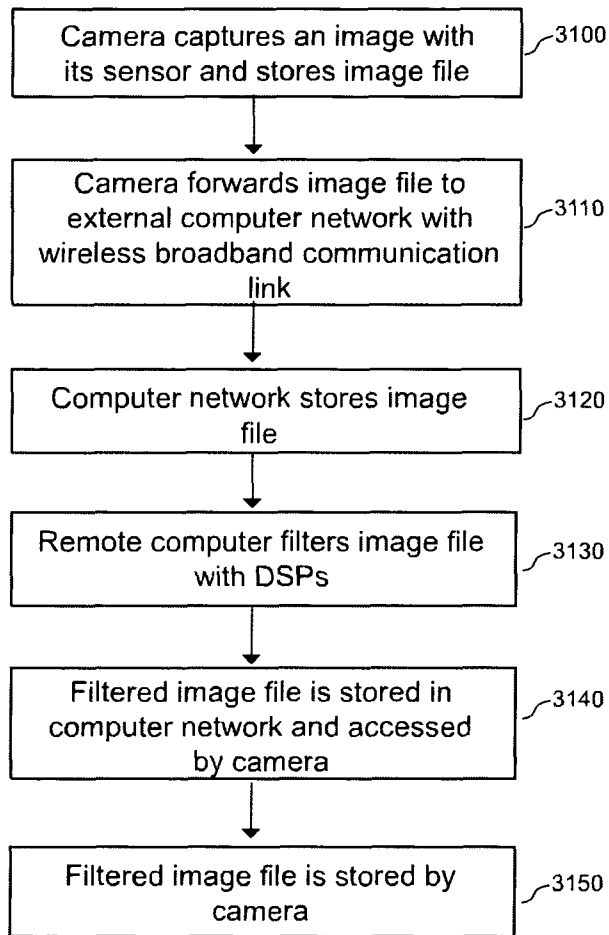 Camera captures an image with
its sensor and stores image file
3100
Camera forwards image file to
external computer network with
wireless broadband communication
link
3110
Computer network stores image
file
3120
Remote computer filters image file
with DSPs
3130
Filtered image file is stored in
computer network and accessed
by camera
3140
Filtered image file is stored by
camera
3150